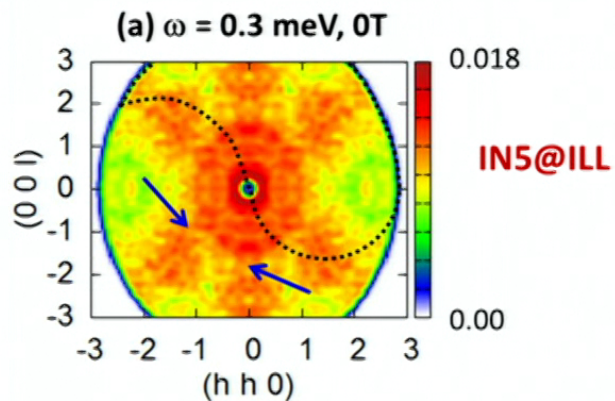 (a) ω = 0.3 meV, 0T
3
2
1
0
-1
-2
-3
(0 0 l)
-3 -2 -1 0 1 2 3
(h h 0)
0.018
0.00
IN5@ILL